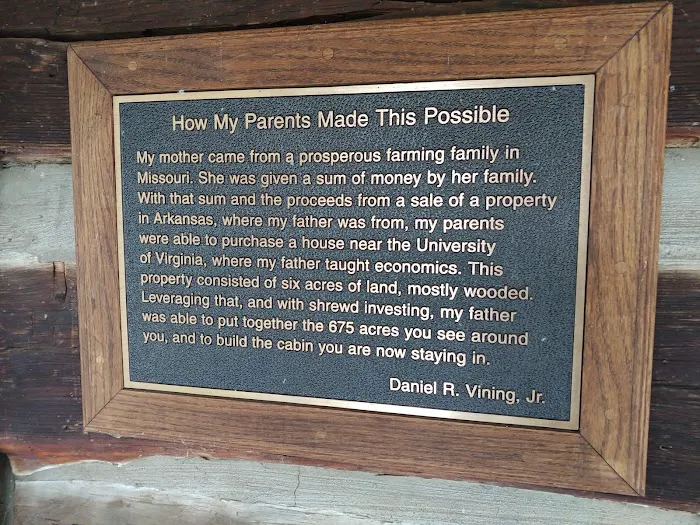 How My Parents Made This Possible
My mother came from a prosperous farming family in
Missouri. She was given a sum of money by her family.
With that sum and the proceeds from a sale of a property
in Arkansas, where my father was from, my parents
were able to purchase a house near the University
of Virginia, where my father taught economics. This
property consisted of six acres of land, mostly wooded.
Leveraging that, and with shrewd investing, my father
was able to put together the 675 acres you see around
you, and to build the cabin you are now staying in.
Daniel R. Vining, Jr.